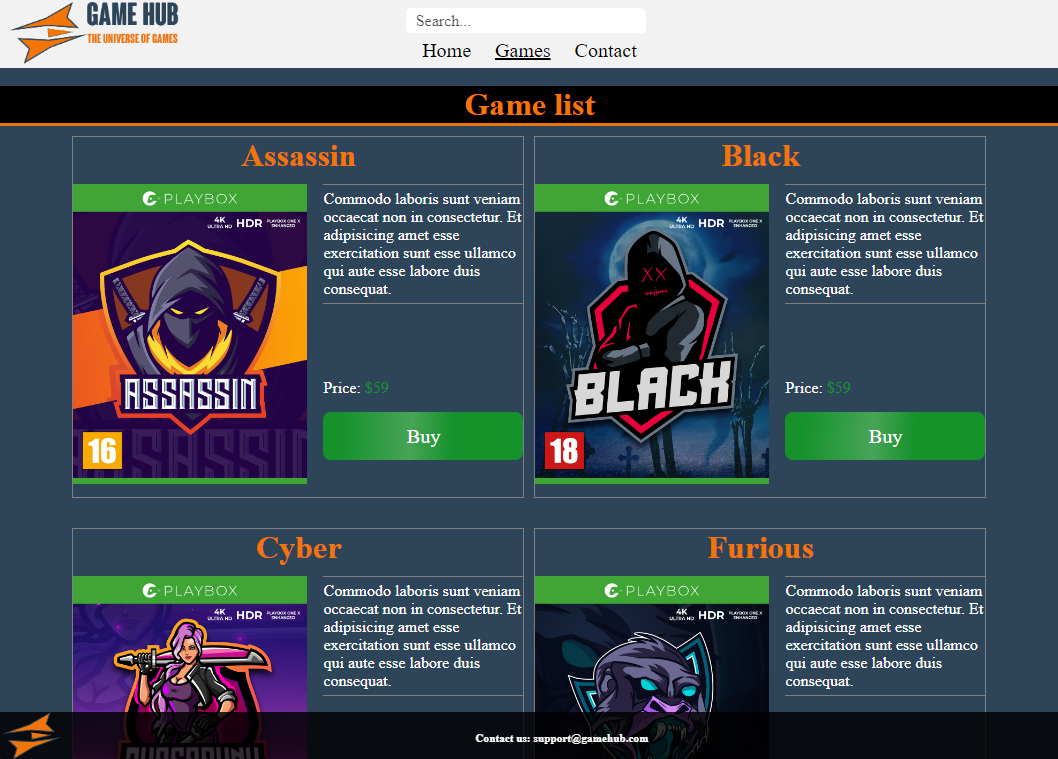 GAME HUB
THE UNIVERSE OF GAMES
Search...
Home Games Contact
Game list
Assassin
PLAYBOX
4K
ULTRA HD
HDR
PLAYBOX ONE X
ENHANCED
ASSASSIN
ASSASSIN
16
Commodo laboris sunt veniam
occaecat non in consectetur. Et
adipisicing amet esse
exercitation sunt esse ullamco
qui aute esse labore duis
consequat.
Price: $59
Buy
Black
PLAYBOX
4K
ULTRA HD
HDR
PLAYBOX ONE X
ENHANCED
BLACK
18
Commodo laboris sunt veniam
occaecat non in consectetur. Et
adipisicing amet esse
exercitation sunt esse ullamco
qui aute esse labore duis
consequat.
Price: $59
Buy
Cyber
PLAYBOX
4K
ULTRA HD
HDR
PLAYBOX ONE X
ENHANCED
Commodo laboris sunt veniam
occaecat non in consectetur. Et
adipisicing amet esse
exercitation sunt esse ullamco
qui aute esse labore duis
consequat.
Furious
PLAYBOX
4K
ULTRA HD
HDR
PLAYBOX ONE X
ENHANCED
Commodo laboris sunt veniam
occaecat non in consectetur. Et
adipisicing amet esse
exercitation sunt esse ullamco
qui aute esse labore duis
consequat.
Contact us: support@gamehub.com